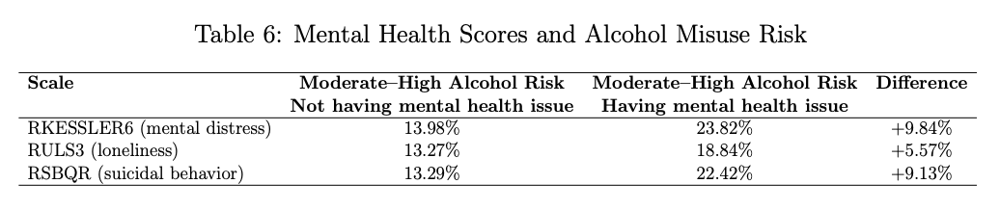 Table 6: Mental Health Scores and Alcohol Misuse Risk
Scale Moderate–High Alcohol Risk Moderate–High Alcohol Risk Difference
Not having mental health issue Having mental health issue
RKESSLER6 (mental distress) 13.98% 23.82% +9.84%
RULS3 (loneliness) 13.27% 18.84% +5.57%
RSBQR (suicidal behavior) 13.29% 22.42% +9.13%